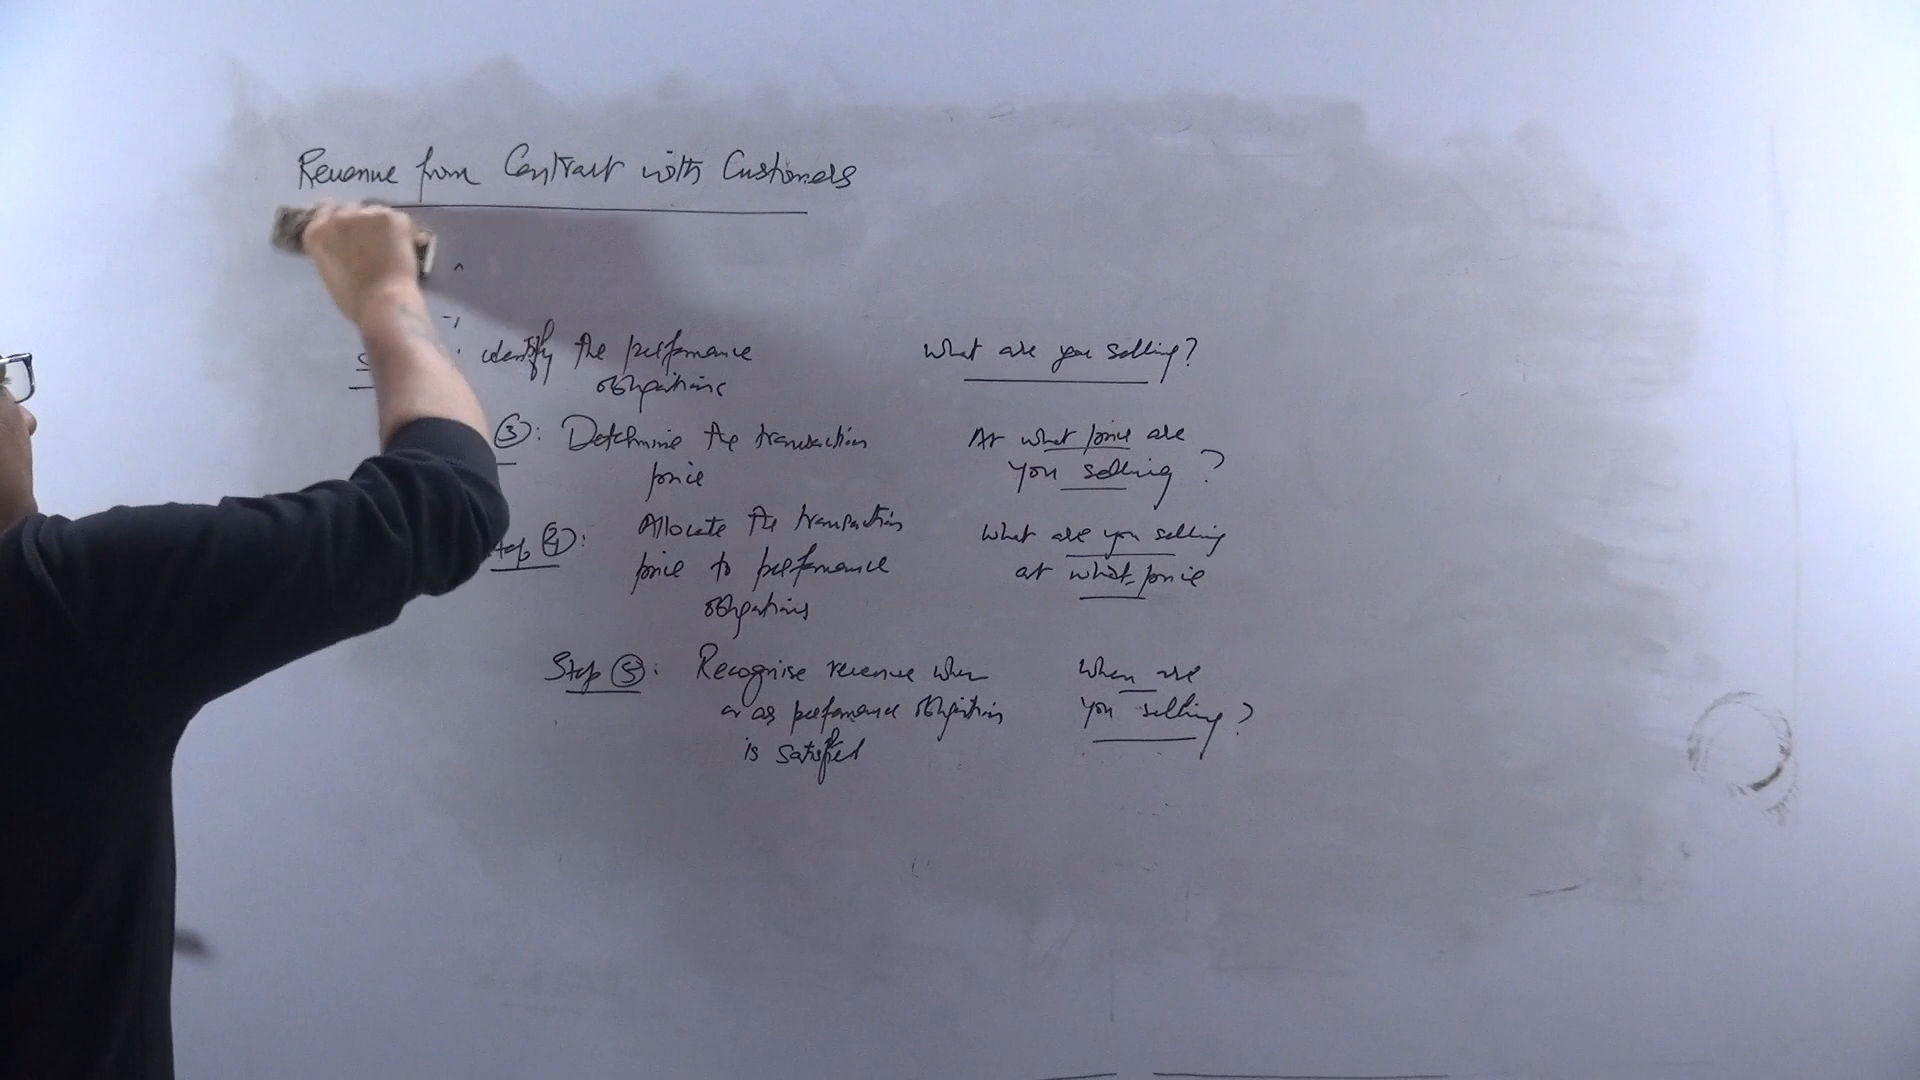 Revenue from Contract with Customers
: identify the performance What are you selling?
obligations
③: Determine the transaction At what price are
price you selling ?
Step ④: Allocate the transaction What are you selling
price to performance at what price
obligations
Step ⑤: Recognise revenue when When are
or as performance obligation you selling?
is satisfied